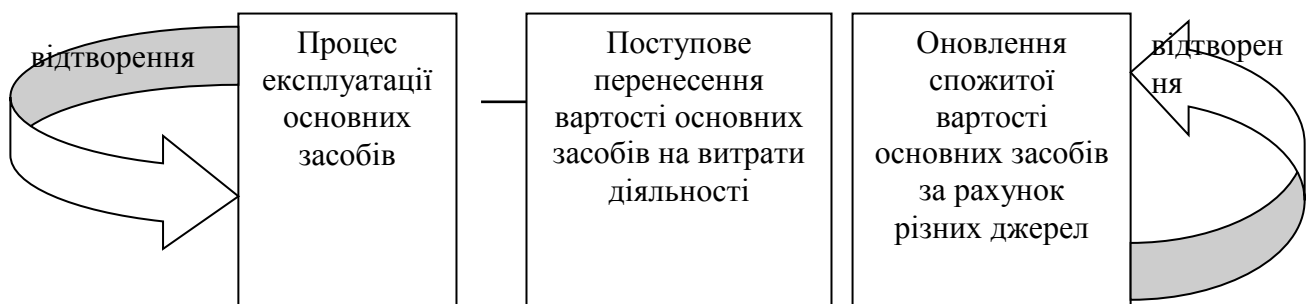 відтворення
Процес
експлуатації
основних
засобів
Поступове
перенесення
вартості основних
засобів на витрати
діяльності
Оновлення
спожитої
вартості
основних засобів
за рахунок
різних джерел
відтворен
ня